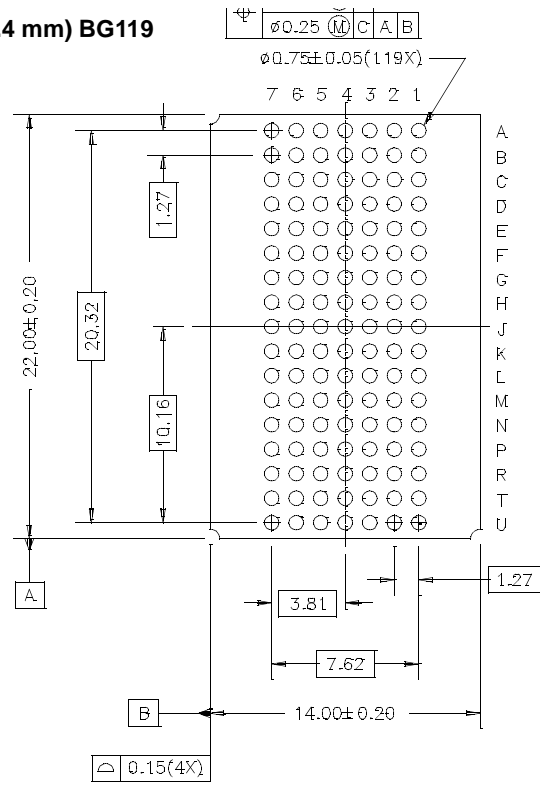 .4 mm) BG119
ø0.25 Ⓜ C A B
ø0.75±0.05(119X)
7 6 5 4 3 2 1
A
B
C
D
E
F
G
H
J
K
L
M
N
P
R
T
U
1.27
22.00±0.20
20.32
10.16
A
1.27
3.81
7.62
B
14.00±0.20
0.15(4X)